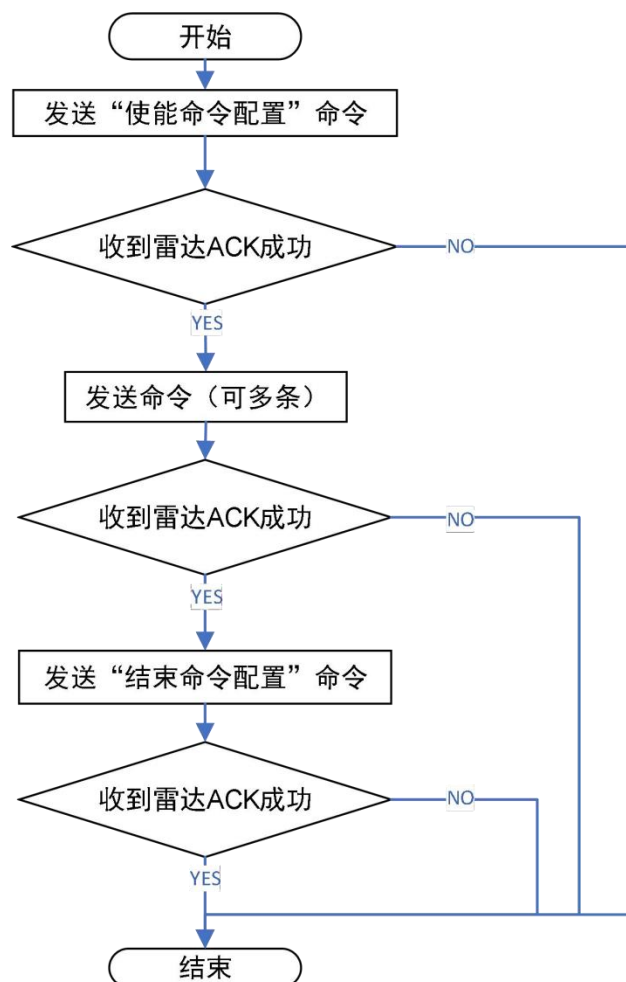 开始
发送“使能命令配置”命令
收到雷达ACK成功
NO
YES
发送命令（可多条）
收到雷达ACK成功
NO
YES
发送“结束命令配置”命令
收到雷达ACK成功
NO
YES
结束